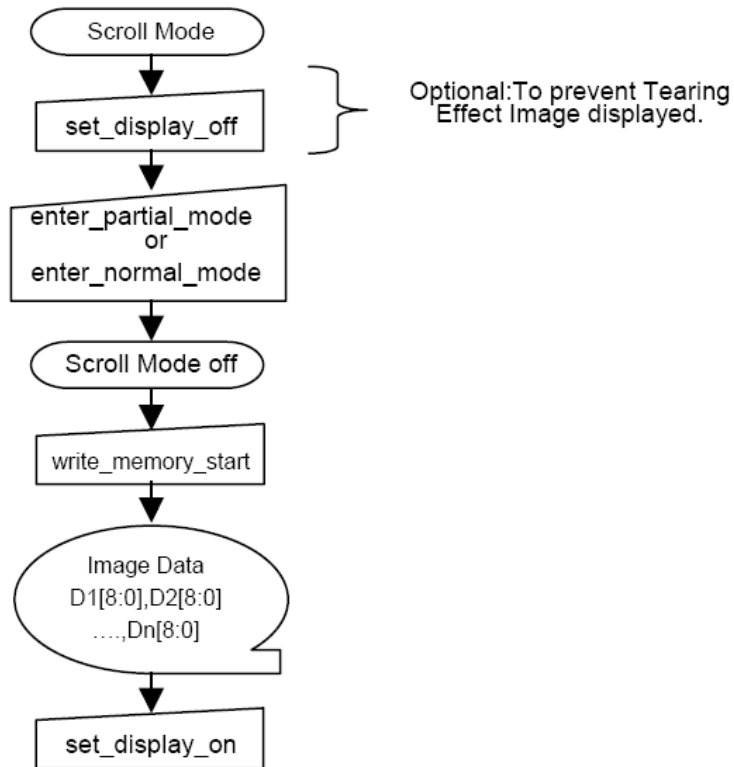 Scroll Mode
set_display_off
Optional:To prevent Tearing
Effect Image displayed.
enter_partial_mode
or
enter_normal_mode
Scroll Mode off
write_memory_start
Image Data
D1[8:0],D2[8:0]
....,Dn[8:0]
set_display_on